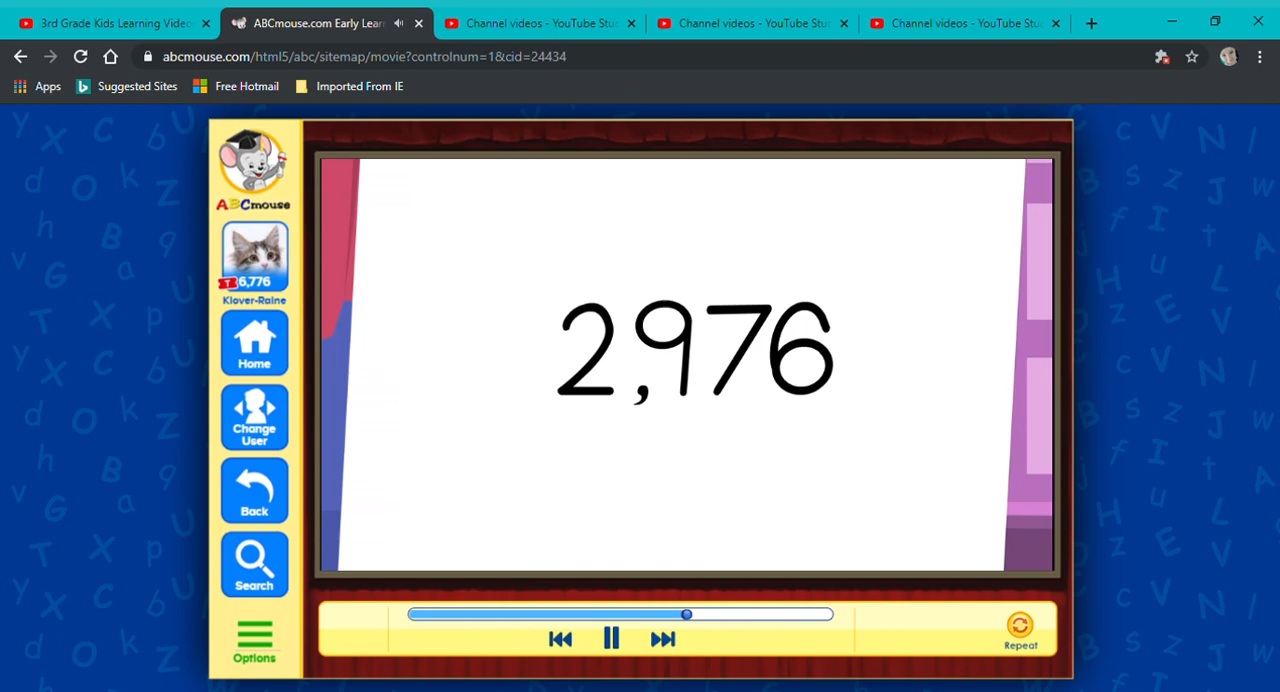 3rd Grade Kids Learning Video
ABCmouse.com Early Lear
Channel videos - YouTube Stu
Channel videos - YouTube Stu
Channel videos - YouTube Stu
abcmouse.com/html5/abc/sitemap/movie?controlnum=1&cid=24434
Apps
Suggested Sites
Free Hotmail
Imported From IE
ABCmouse
T 6,776
Klover-Raine
Home
Change
User
Back
Search
Options
2,976
Repeat